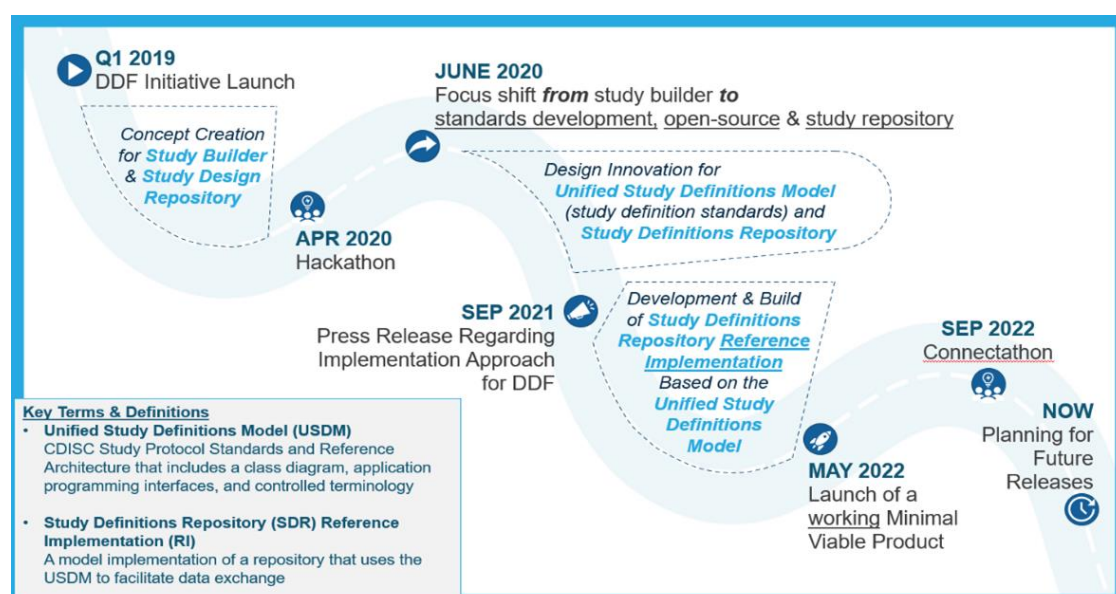 Q1 2019
DDF Initiative Launch
Concept Creation
for Study Builder
& Study Design
Repository
APR 2020
Hackathon
JUNE 2020
Focus shift from study builder to
standards development, open-source & study repository
Design Innovation for
Unified Study Definitions Model
(study definition standards) and
Study Definitions Repository
SEP 2021
Press Release Regarding
Implementation Approach
for DDF
Development & Build
of Study Definitions
Repository Reference
Implementation
Based on the
Unified Study
Definitions
Model
MAY 2022
Launch of a
working Minimal
Viable Product
SEP 2022
Connectathon
NOW
Planning for
Future
Releases
Key Terms & Definitions
• Unified Study Definitions Model (USDM)
CDISC Study Protocol Standards and Reference
Architecture that includes a class diagram, application
programming interfaces, and controlled terminology
• Study Definitions Repository (SDR) Reference
Implementation (RI)
A model implementation of a repository that uses the
USDM to facilitate data exchange